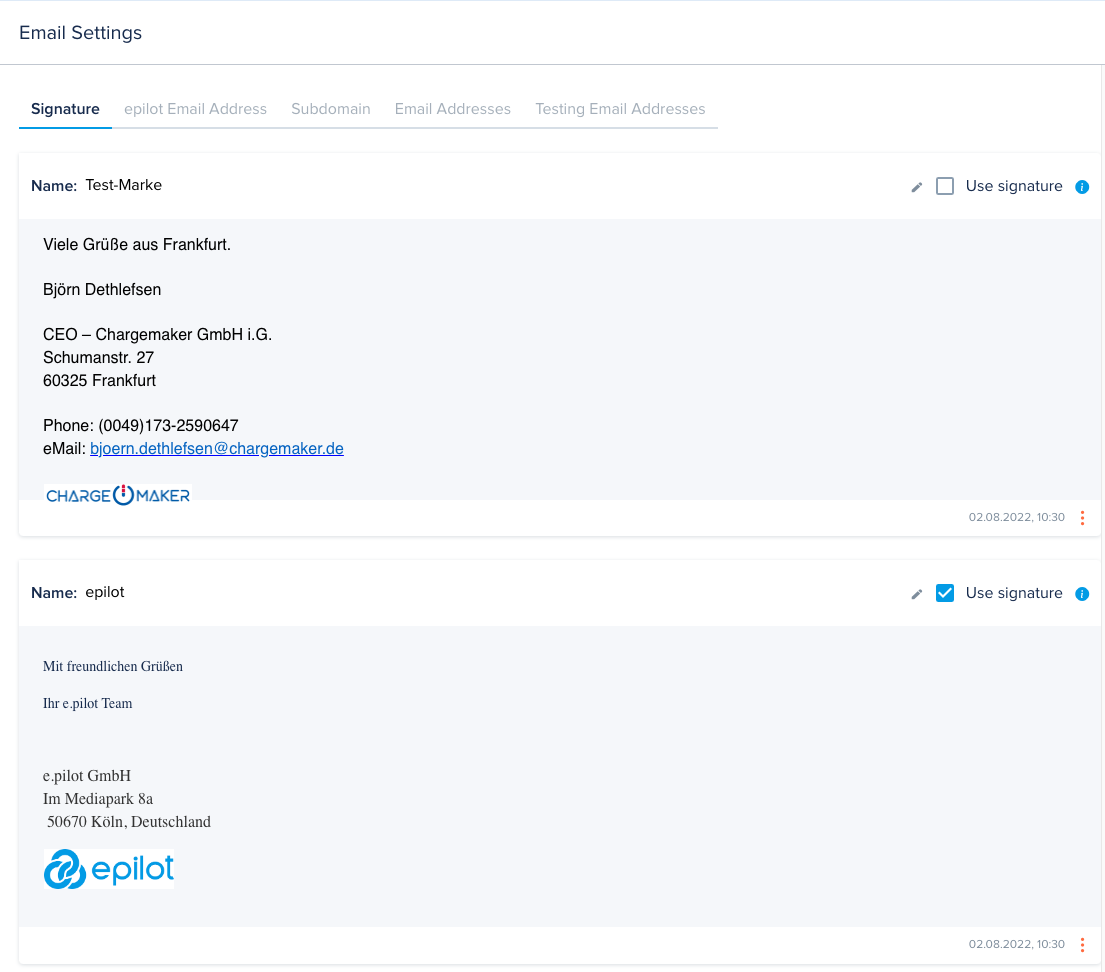 Email Settings
Signature epilot Email Address Subdomain Email Addresses Testing Email Addresses
Name: Test-Marke Use signature i
Viele Grüße aus Frankfurt.
Björn Dethlefsen
CEO – Chargemaker GmbH i.G.
Schumanstr. 27
60325 Frankfurt
Phone: (0049)173-2590647
eMail: bjoern.dethlefsen@chargemaker.de
CHARGE MAKER
02.08.2022, 10:30
Name: epilot Use signature i
Mit freundlichen Grüßen
Ihr e.pilot Team
e.pilot GmbH
Im Mediapark 8a
50670 Köln, Deutschland
epilot
02.08.2022, 10:30